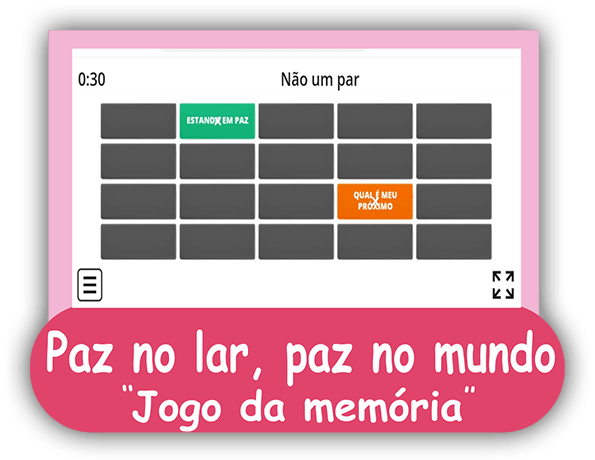 0:30 Não um par
ESTANDO EM PAZ
QUAL É MEU
PRÓXIMO
Paz no lar, paz no mundo
"Jogo da memória"